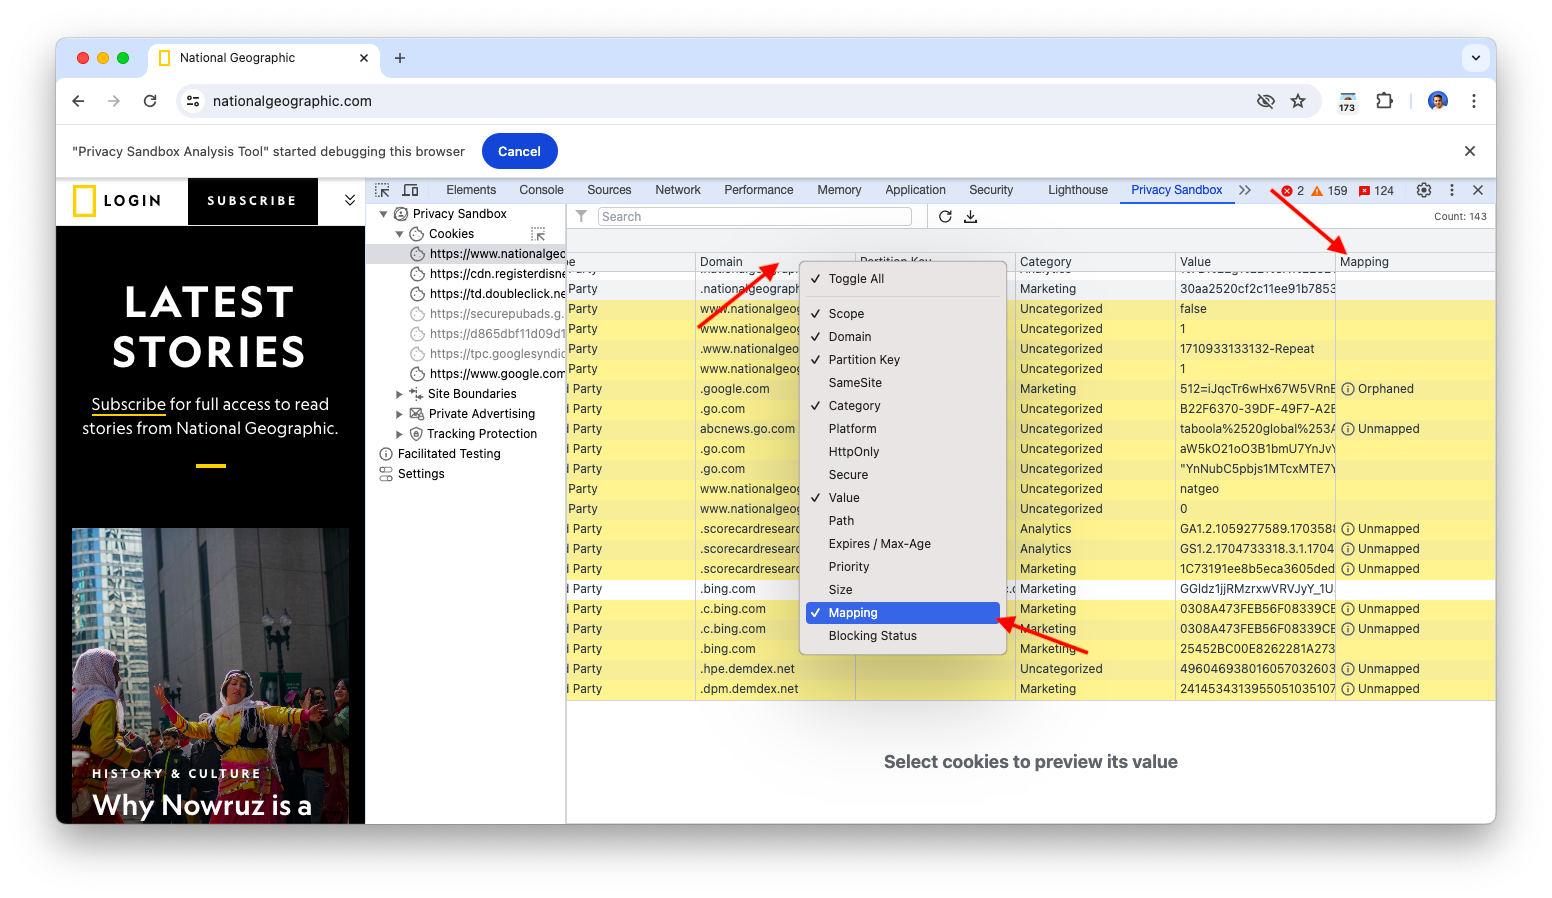 National Geographic
nationalgeographic.com
173
"Privacy Sandbox Analysis Tool" started debugging this browser
Cancel
LOGIN
SUBSCRIBE
LATEST
STORIES
Subscribe for full access to read
stories from National Geographic.
HISTORY & CULTURE
Why Nowruz is a
Elements Console Sources Network Performance Memory Application Security Lighthouse Privacy Sandbox 2 159 124
Privacy Sandbox
Cookies
https://www.nationalgeo
https://cdn.registerdisne
https://td.doubleclick.ne
https://securepubads.g.
https://d865dbf11d09d1
https://tpc.googlesyndic
https://www.google.com
Site Boundaries
Private Advertising
Tracking Protection
Facilitated Testing
Settings
Search
Count: 143
Domain Partition Key Category Value Mapping
Party .nationalgeograph Marketing 30aa2520cf2c11ee91b7853
Party www.nationalgeog Uncategorized false
Party www.nationalgeog Uncategorized 1
Party .www.nationalgeo Uncategorized 1710933133132-Repeat
Party www.nationalgeog Uncategorized 1
Party .google.com Marketing 512=iJqcTr6wHx67W5VRnE Orphaned
Party .go.com Uncategorized B22F6370-39DF-49F7-A2E
Party abcnews.go.com Uncategorized taboola%2520global%253A Unmapped
Party .go.com Uncategorized aW5kO21oO3B1bmU7YnJvY
Party .go.com Uncategorized "YnNubC5pbjs1MTcxMTE7Y
Party www.nationalgeog Uncategorized natgeo
Party www.nationalgeog Uncategorized 0
Party .scorecardresearc Analytics GA1.2.1059277589.1703588 Unmapped
Party .scorecardresearc Analytics GS1.2.1704733318.3.1.1704 Unmapped
Party .scorecardresearc Marketing 1C73191ee8b5eca3605ded Unmapped
Party .bing.com Marketing GGldz1jjRMzrxwVRVJyY_1U
Party .c.bing.com Marketing 0308A473FEB56F08339CE Unmapped
Party .c.bing.com Marketing 0308A473FEB56F08339CE Unmapped
Party .bing.com Marketing 25452BC00E8262281A273
Party .hpe.demdex.net Uncategorized 496046938016057032603 Unmapped
Party .dpm.demdex.net Marketing 2414534313955051035107 Unmapped
Toggle All
Scope
Domain
Partition Key
SameSite
Category
Platform
HttpOnly
Secure
Value
Path
Expires / Max-Age
Priority
Size
Mapping
Blocking Status
Select cookies to preview its value